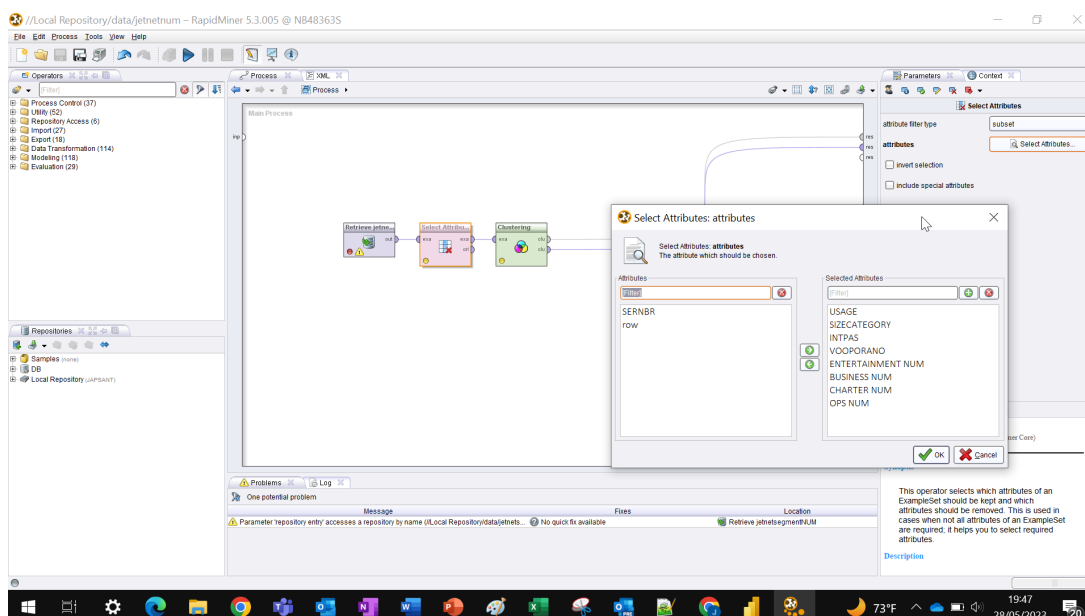 //Local Repository/data/jetnetnum – RapidMiner 5.3.005 @ NB48363S
File Edit Process Tools View Help
Operators
[Filter]
Process Control (37)
Utility (52)
Repository Access (6)
Import (27)
Export (18)
Data Transformation (114)
Modeling (118)
Evaluation (29)
Repositories
Samples (none)
DB
Local Repository (JAPSANT)
Process
XML
Process
Main Process
inp
res
res
res
Retrieve jetne...
out
Select Attribu...
exa
exa
ori
Clustering
exa
clu
clu
Parameters
Context
Select Attributes
attribute filter type
subset
attributes
Select Attributes...
invert selection
include special attributes
Select Attributes: attributes
Select Attributes: attributes
The attribute which should be chosen.
Attributes
[Filter]
SERNBR
row
Selected Attributes
[Filter]
USAGE
SIZECATEGORY
INTPAS
VOOPORANO
ENTERTAINMENT NUM
BUSINESS NUM
CHARTER NUM
OPS NUM
OK
Cancel
ner Core)
This operator selects which attributes of an
ExampleSet should be kept and which
attributes should be removed. This is used in
cases when not all attributes of an ExampleSet
are required; it helps you to select required
attributes.
Description
Problems
Log
One potential problem
Message Fixes Location
Parameter 'repository entry' accesses a repository by name (//Local Repository/data/jetnets... No quick fix available Retrieve jetnetsegmentNUM
73°F
19:47
28/05/2023